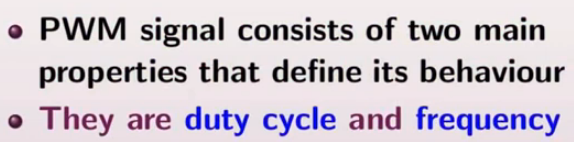 PWM signal consists of two main
properties that define its behaviour
They are duty cycle and frequency